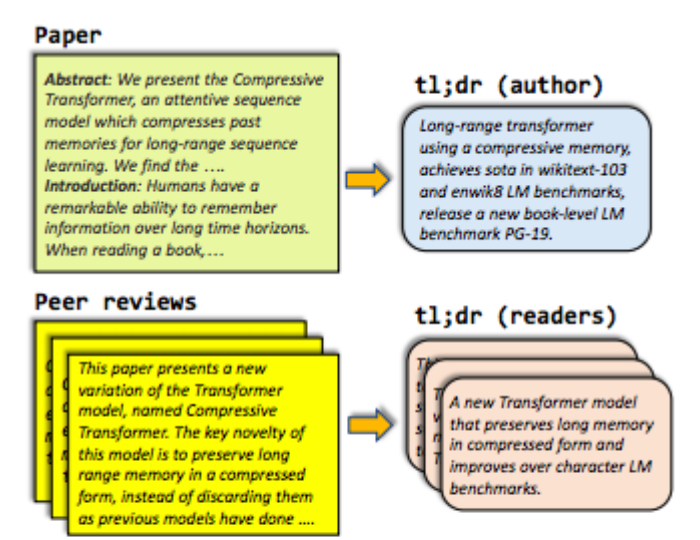 Paper
Abstract: We present the Compressive
Transformer, an attentive sequence
model which compresses past
memories for long-range sequence
learning. We find the ....
Introduction: Humans have a
remarkable ability to remember
information over long time horizons.
When reading a book,...
tl;dr (author)
Long-range transformer
using a compressive memory,
achieves sota in wikitext-103
and enwik8 LM benchmarks,
release a new book-level LM
benchmark PG-19.
Peer reviews
This paper presents a new
variation of the Transformer
model, named Compressive
Transformer. The key novelty of
this model is to preserve long
range memory in a compressed
form, instead of discarding them
as previous models have done ....
tl;dr (readers)
A new Transformer model
that preserves long memory
in compressed form and
improves over character LM
benchmarks.